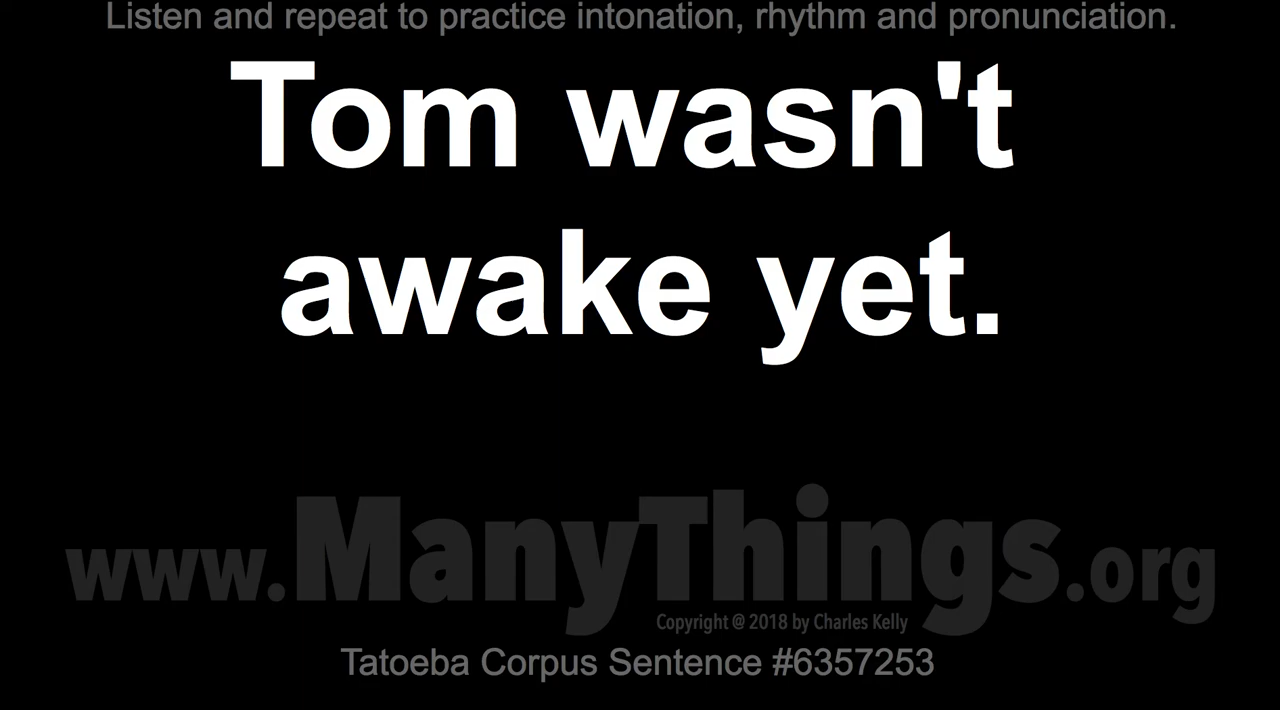 Listen and repeat to practice intonation, rhythm and pronunciation.
Tom wasn't
awake yet.
www.ManyThings.org
Copyright @ 2018 by Charles Kelly
Tatoeba Corpus Sentence #6357253